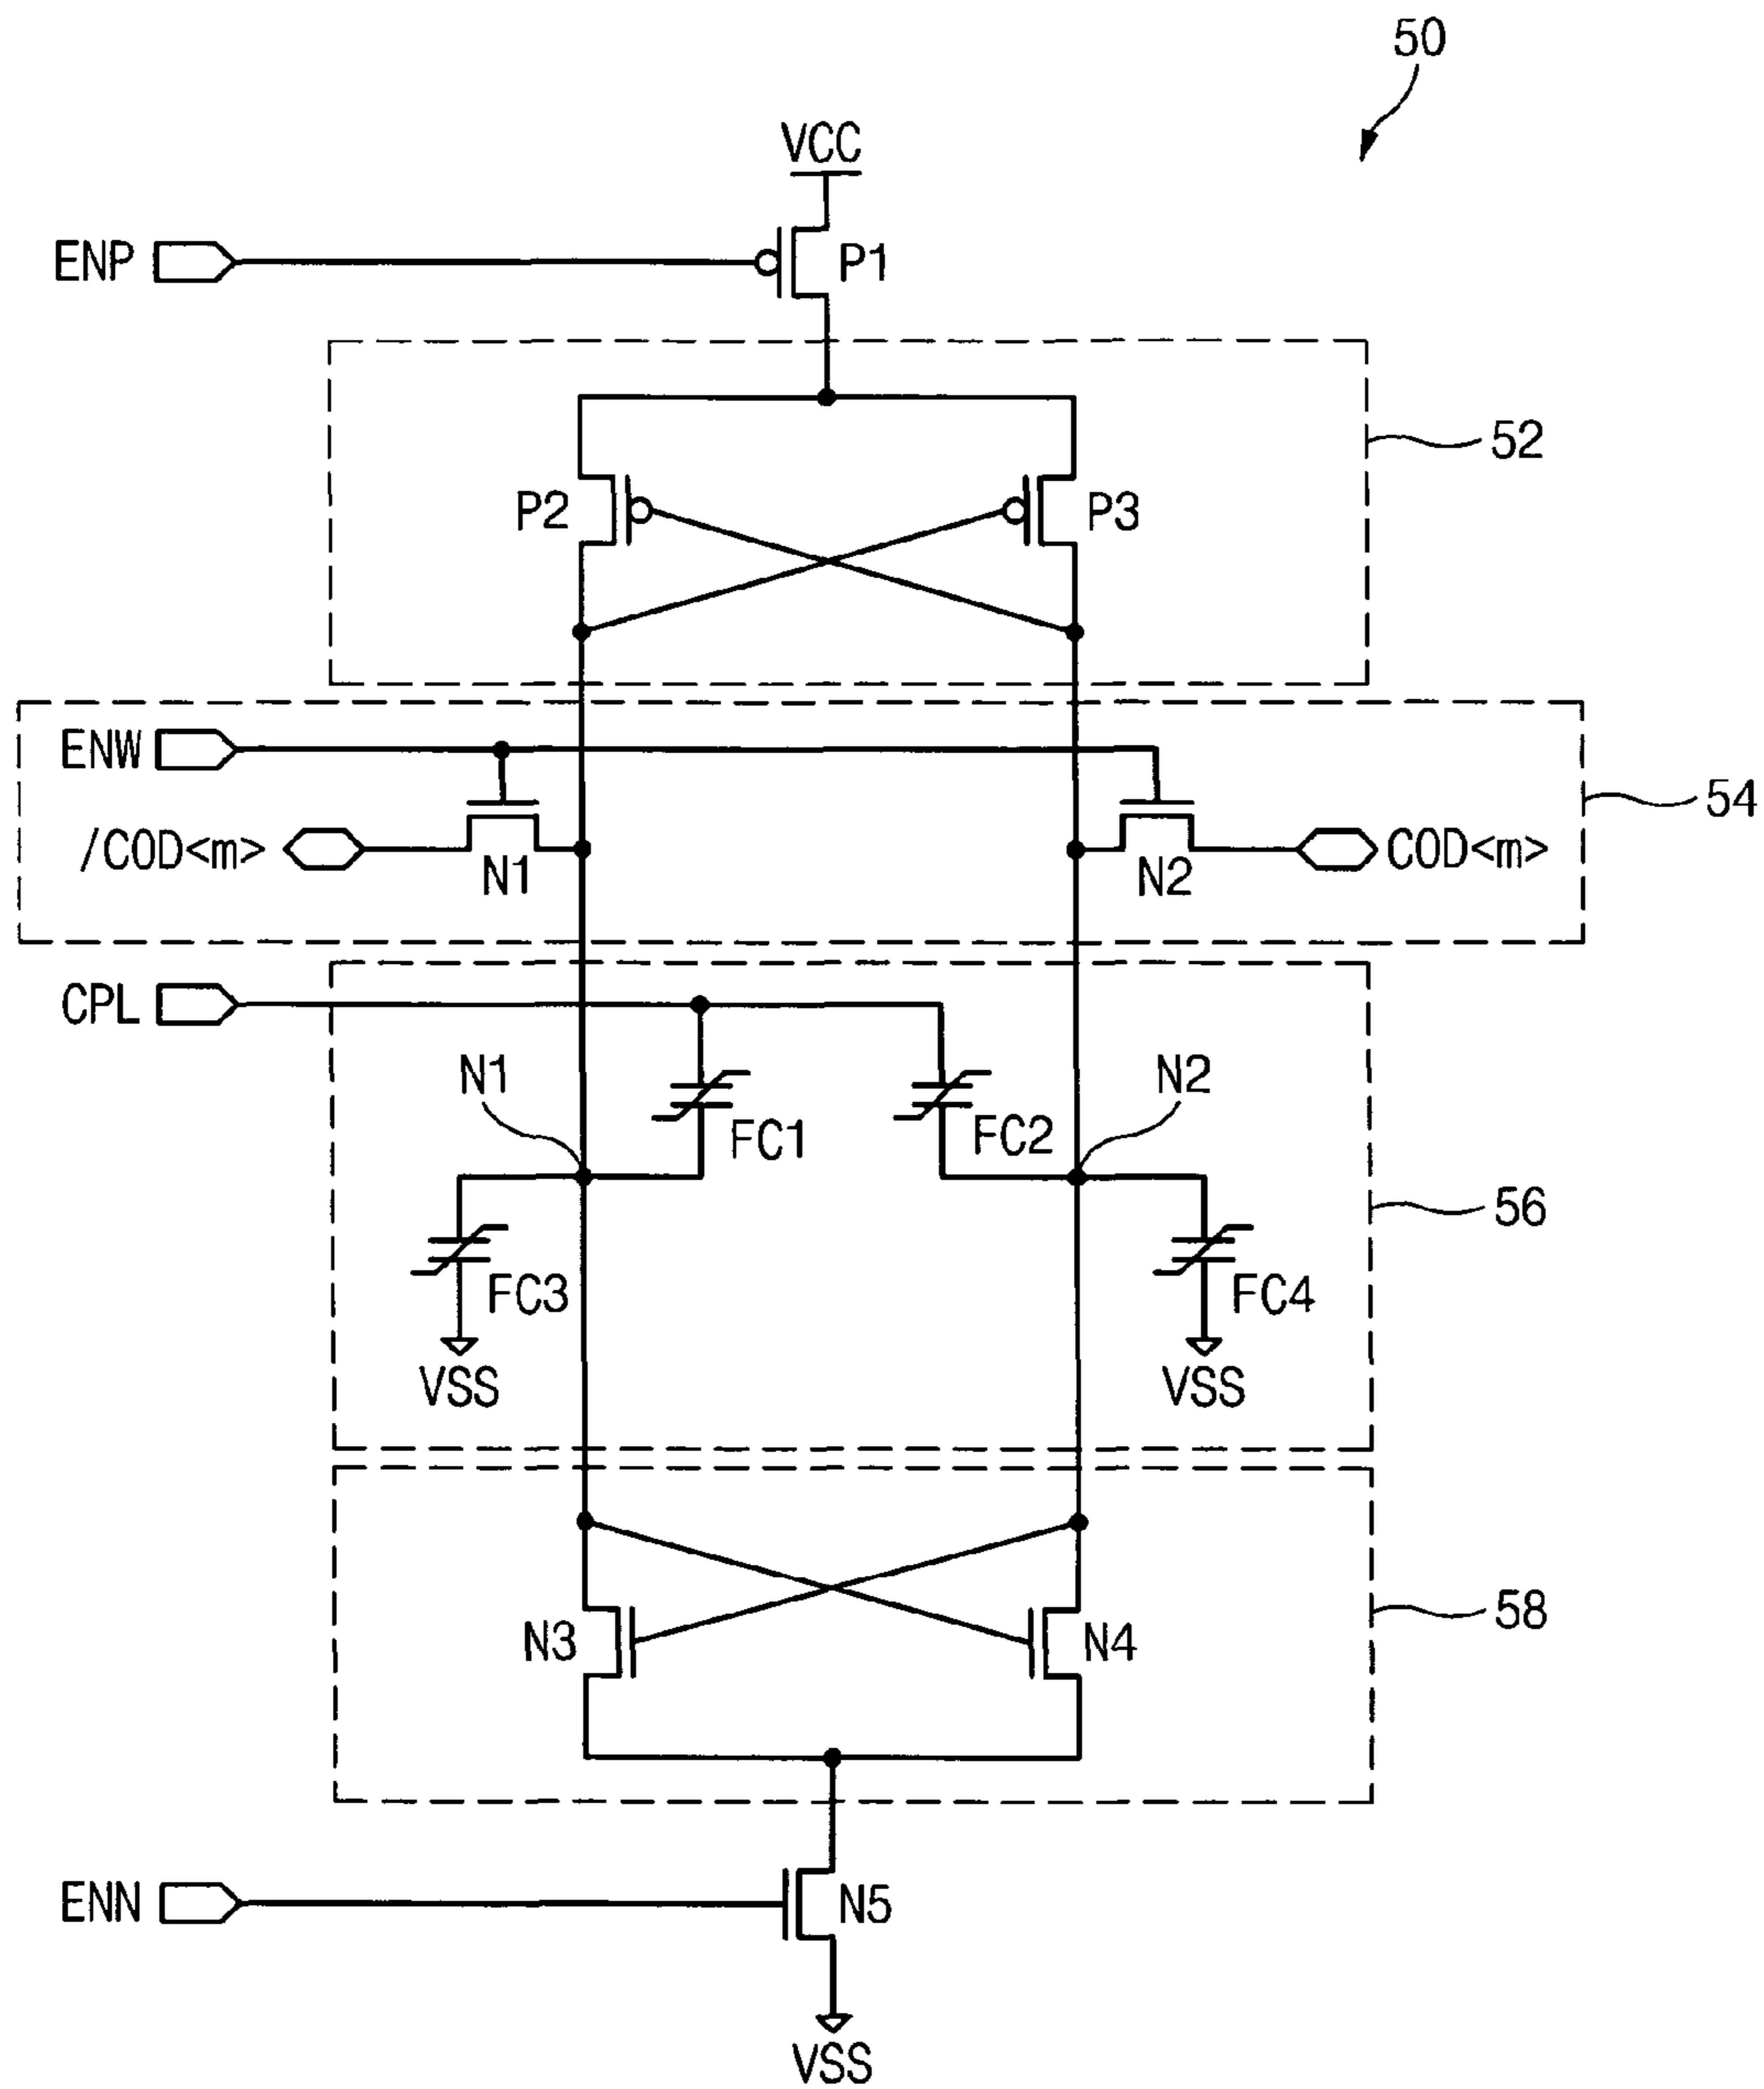 50
VCC
ENP
P1
52
P2
P3
ENW
54
/COD<m>
N1
N2
COD<m>
CPL
N1
N2
FC1
FC2
56
FC3
FC4
VSS
VSS
58
N3
N4
ENN
N5
VSS